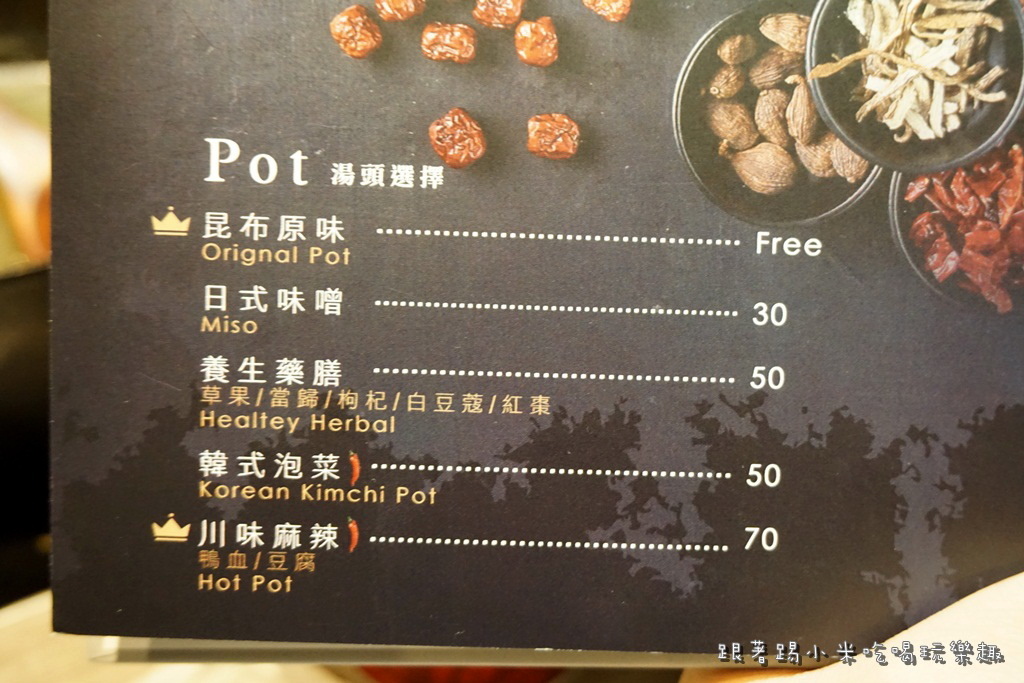 Pot 湯頭選擇
昆布原味 Free
Orignal Pot
日式味噌 30
Miso
養生藥膳 50
草果/當歸/枸杞/白豆蔻/紅棗
Healtey Herbal
韓式泡菜 50
Korean Kimchi Pot
川味麻辣 70
鴨血/豆腐
Hot Pot
跟著踢小米吃喝玩樂趣